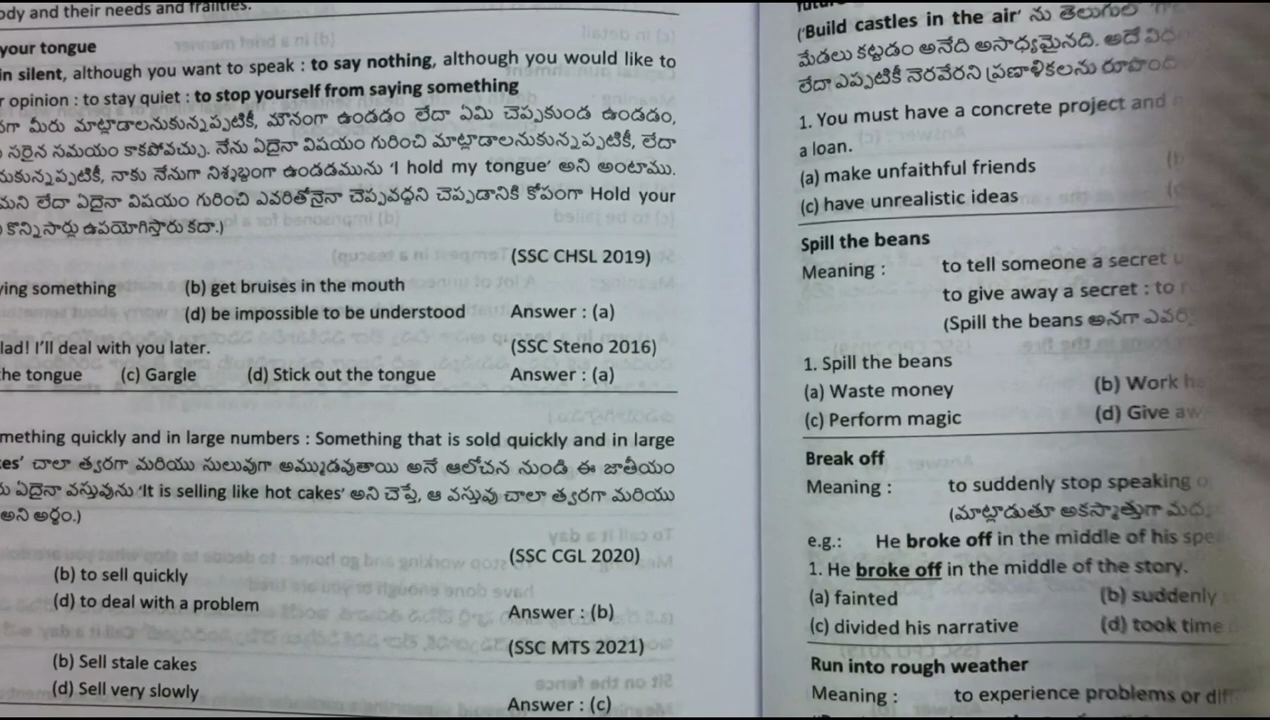 ody and their needs and frailties.
your tongue
in silent, although you want to speak : to say nothing, although you would like to
r opinion : to stay quiet : to stop yourself from saying something
మీరు మాట్లాడాలనుకున్నప్పటికీ, మౌనంగా ఉండడం లేదా ఏమి చెప్పకుండ ఉండడం,
సరైన సమయం కాకపోవచ్చు. నేను ఏదైనా విషయం గురించి మాట్లాడాలనుకున్నప్పటికీ, లేదా
నాకు నేనుగా నిశ్శబ్దంగా ఉండడమును ‘I hold my tongue’ అని అంటాము.
లేదా ఏదైనా విషయం గురించి ఎవరితోనైనా చెప్పవద్దని చెప్పడానికి కోపంగా Hold your
కొన్నిసార్లు ఉపయోగిస్తారు కదా.)
(SSC CHSL 2019)
ying something (b) get bruises in the mouth
(d) be impossible to be understood Answer : (a)
lad! I’ll deal with you later. (SSC Steno 2016)
he tongue (c) Gargle (d) Stick out the tongue Answer : (a)
mething quickly and in large numbers : Something that is sold quickly and in large
es’ చాలా త్వరగా మరియు సులువుగా అమ్ముడవుతాయి అనే ఆలోచన నుండి ఈ జాతీయం
ఏదైనా వస్తువును ‘It is selling like hot cakes’ అని చెప్తే, ఆ వస్తువు చాలా త్వరగా మరియు
అని అర్థం.)
(SSC CGL 2020)
(b) to sell quickly
(d) to deal with a problem Answer : (b)
(SSC MTS 2021)
(b) Sell stale cakes
(d) Sell very slowly
Answer : (c)
(‘Build castles in the air’ ను తెలుగులో
మేడలు కట్టడం అనేది అసాధ్యమైనది. అదే
లేదా ఎప్పటికీ నెరవేరని ప్రణాళికలను
1. You must have a concrete project and
a loan.
(a) make unfaithful friends
(c) have unrealistic ideas
Spill the beans
Meaning : to tell someone a secret
to give away a secret : to
(Spill the beans అనగా
1. Spill the beans
(a) Waste money (b) Work
(c) Perform magic (d) Give
Break off
Meaning : to suddenly stop speaking
(మాట్లాడుతూ అకస్మాత్తుగా
e.g.: He broke off in the middle of his
1. He broke off in the middle of the story.
(a) fainted (b) suddenly
(c) divided his narrative (d) took time
Run into rough weather
Meaning : to experience problems or